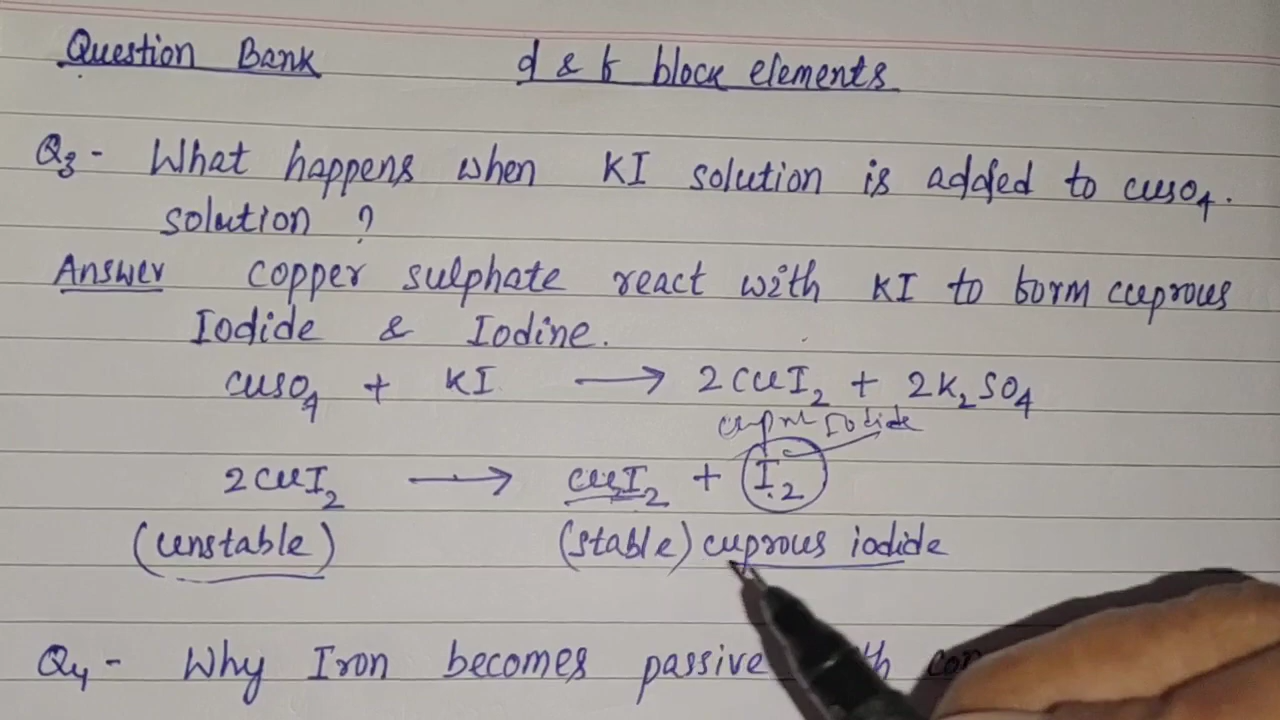 Question Bank d & f block elements
Q3 - What happens when KI solution is added to CuSO4.
solution ?
Answer Copper sulphate react with KI to form cuprous
Iodide & Iodine.
CuSO4 + KI ⟶ 2CuI2 + 2K2SO4
Iodide
2CuI2 ⟶ Cu2I2 + I2
(unstable) (stable) cuprous iodide
Q4 - Why Iron becomes passive